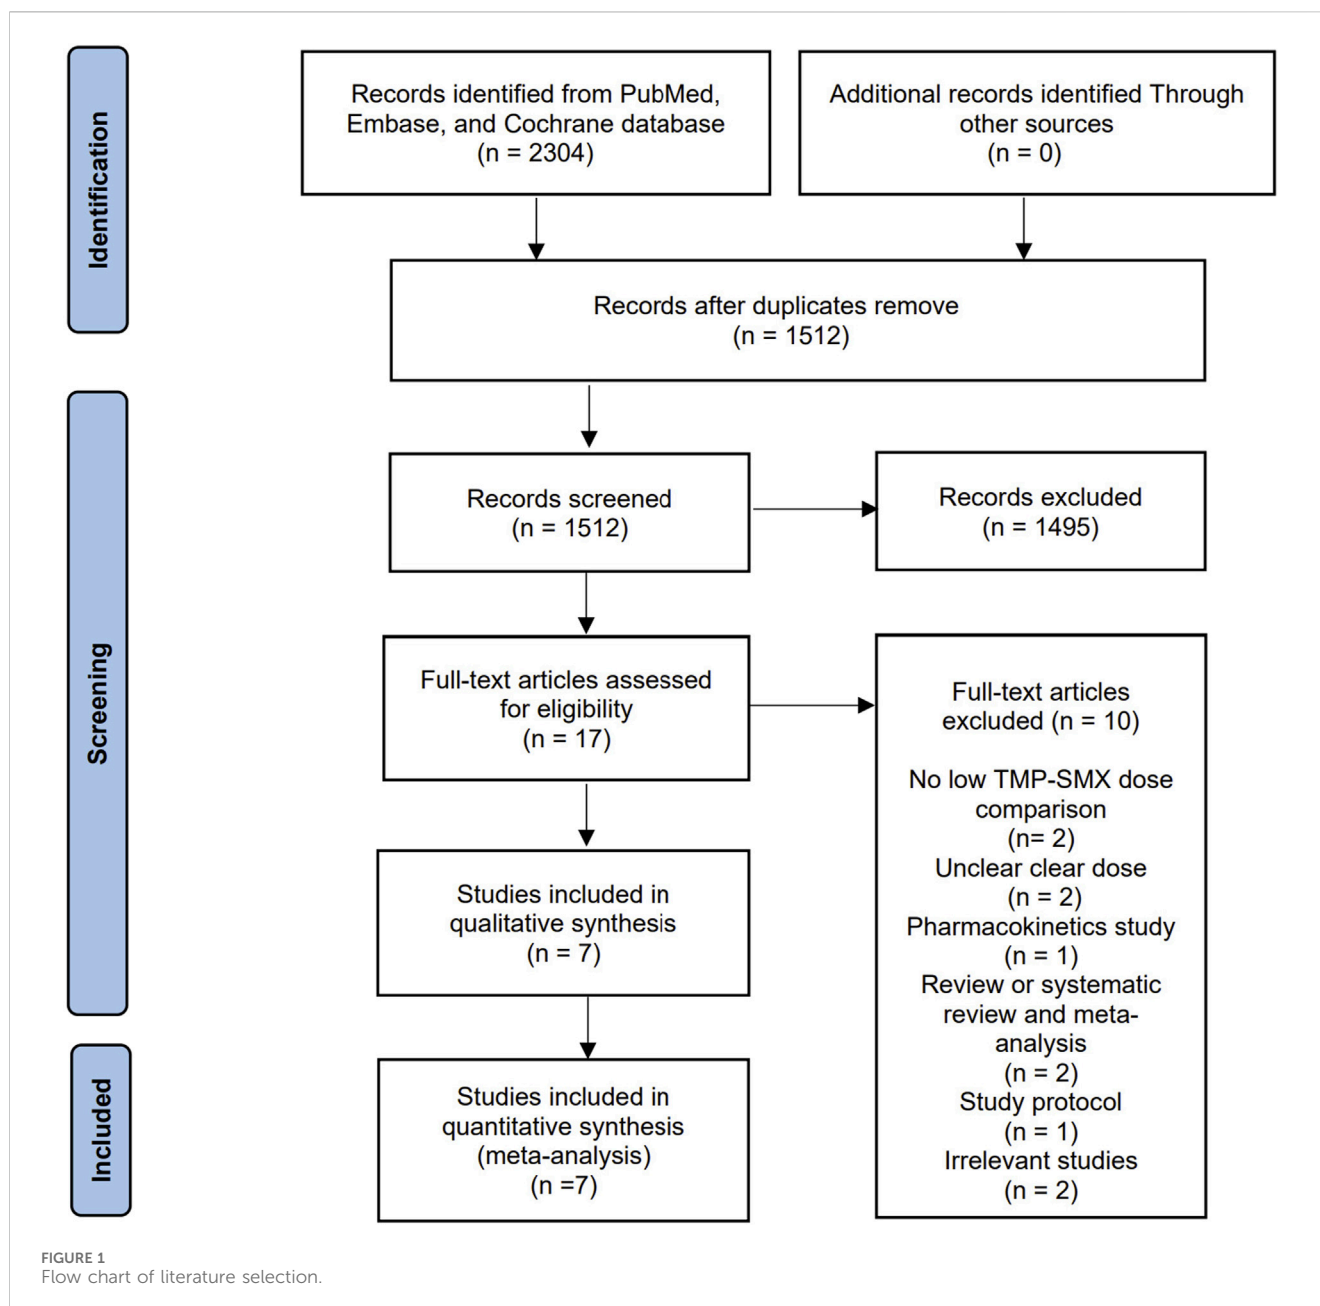 Identification
Records identified from PubMed,
Embase, and Cochrane database
(n = 2304)
Additional records identified Through
other sources
(n = 0)
Records after duplicates remove
(n = 1512)
Screening
Records screened
(n = 1512)
Records excluded
(n = 1495)
Full-text articles assessed
for eligibility
(n = 17)
Full-text articles
excluded (n = 10)
No low TMP-SMX dose
comparison
(n= 2)
Unclear clear dose
(n = 2)
Pharmacokinetics study
(n = 1)
Review or systematic
review and meta-
analysis
(n = 2)
Study protocol
(n = 1)
Irrelevant studies
(n = 2)
Studies included in
qualitative synthesis
(n = 7)
Included
Studies included in
quantitative synthesis
(meta-analysis)
(n =7)
FIGURE 1
Flow chart of literature selection.